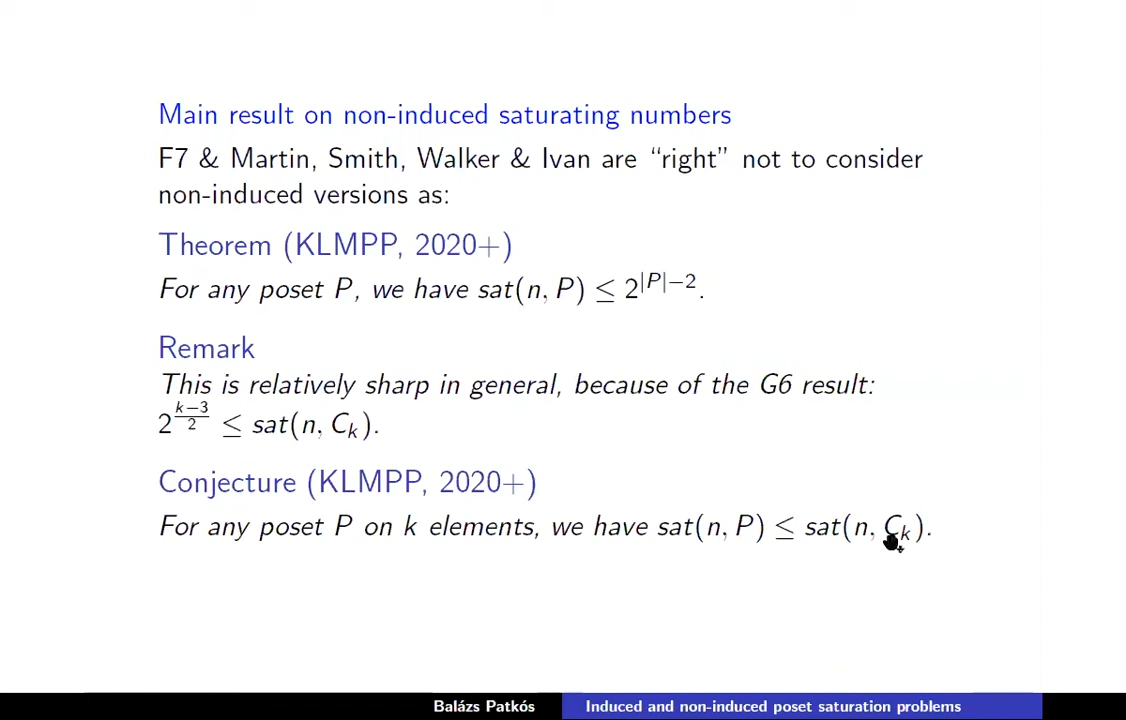 Main result on non-induced saturating numbers
F7 & Martin, Smith, Walker & Ivan are “right” not to consider
non-induced versions as:
Theorem (KLMPP, 2020+)
For any poset P, we have sat(n, P) ≤ 2^{|P|−2}.
Remark
This is relatively sharp in general, because of the G6 result:
2^{\frac{k−3}{2}} ≤ sat(n, C_k).
Conjecture (KLMPP, 2020+)
For any poset P on k elements, we have sat(n, P) ≤ sat(n, C_k).
Balázs Patkós Induced and non-induced poset saturation problems